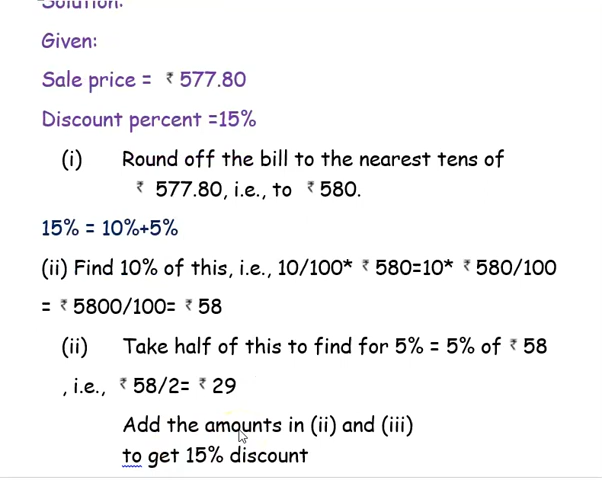 Solution:
Given:
Sale price = ₹ 577.80
Discount percent =15%
(i) Round off the bill to the nearest tens of
₹ 577.80, i.e., to ₹ 580.
15% = 10%+5%
(ii) Find 10% of this, i.e., 10/100* ₹ 580=10* ₹ 580/100
= ₹ 5800/100= ₹ 58
(ii) Take half of this to find for 5% = 5% of ₹ 58
, i.e., ₹ 58/2= ₹ 29
Add the amounts in (ii) and (iii)
to get 15% discount